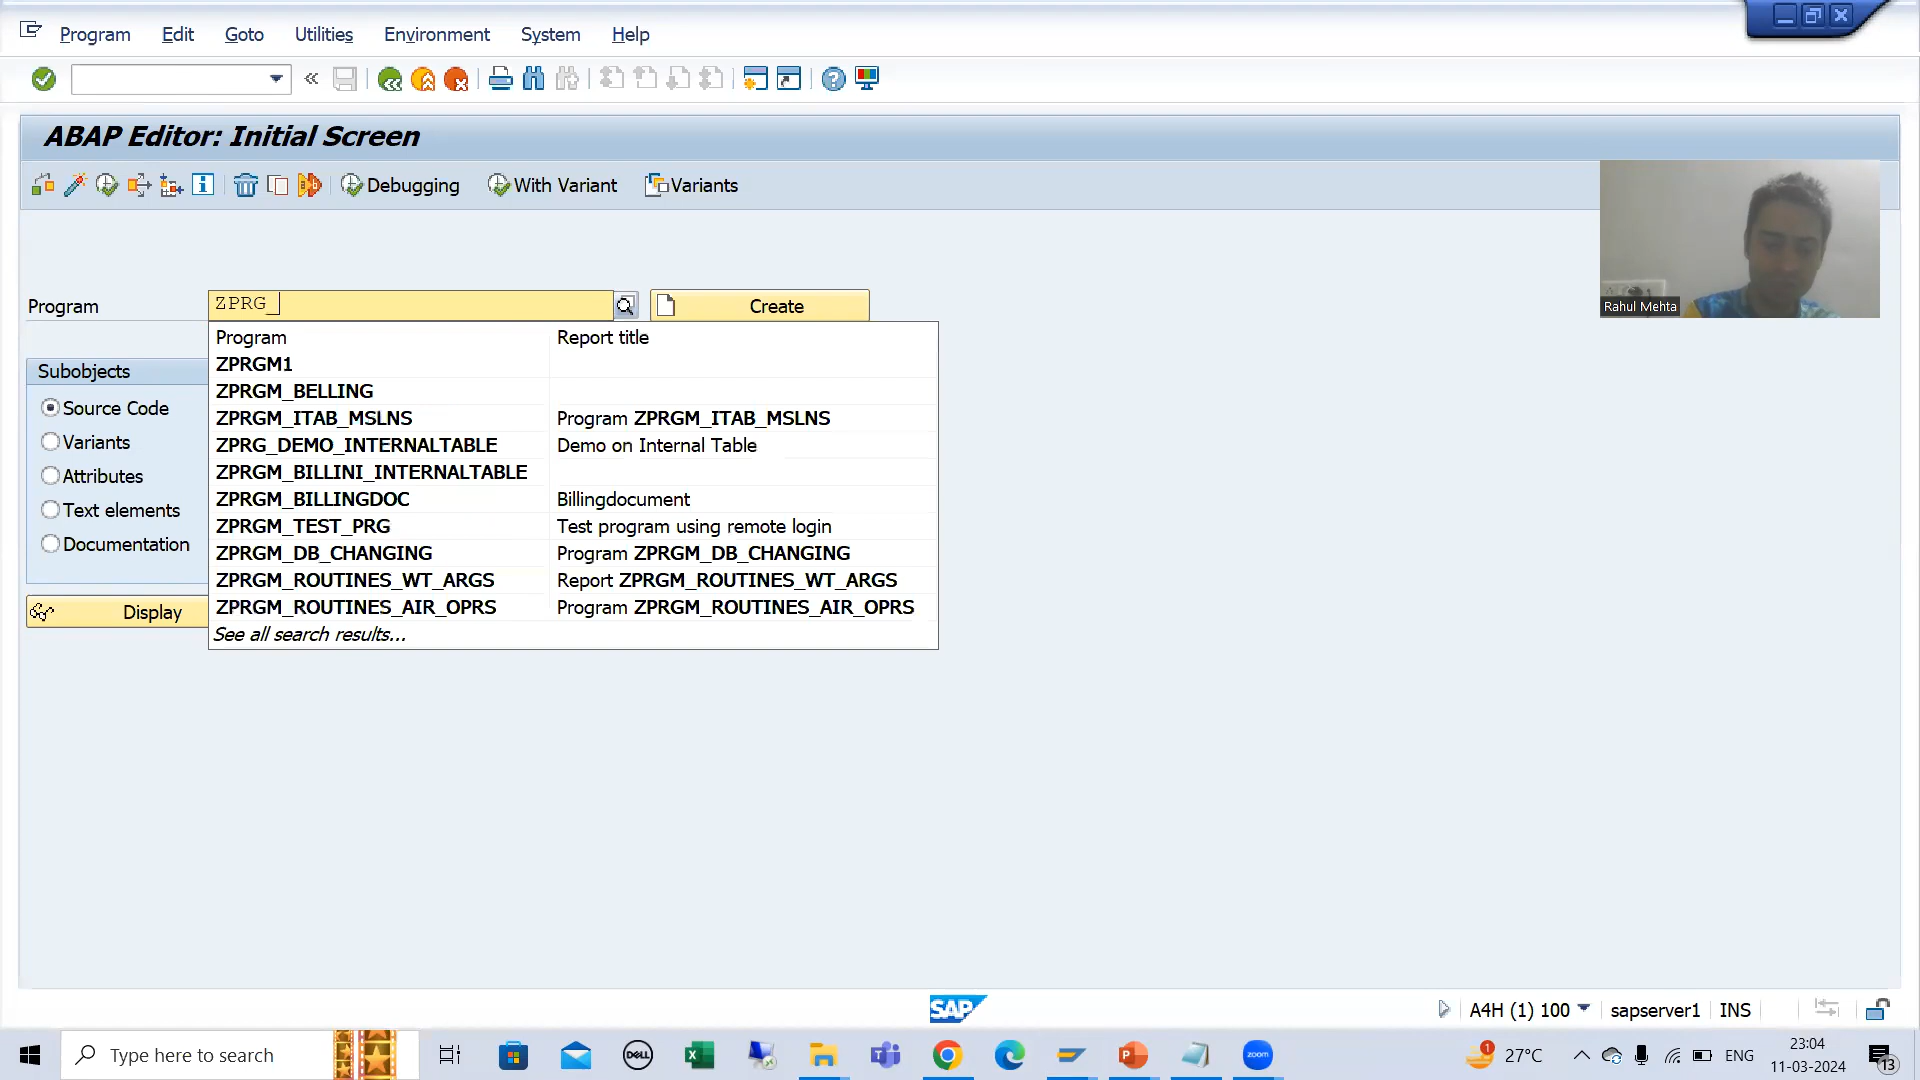 Program Edit Goto Utilities Environment System Help
ABAP Editor: Initial Screen
Debugging With Variant Variants
Rahul Mehta
Program ZPRG_ Create
Program Report title
ZPRGM1
ZPRGM_BELLING
ZPRGM_ITAB_MSLNS Program ZPRGM_ITAB_MSLNS
ZPRG_DEMO_INTERNALTABLE Demo on Internal Table
ZPRGM_BILLINI_INTERNALTABLE
ZPRGM_BILLINGDOC Billingdocument
ZPRGM_TEST_PRG Test program using remote login
ZPRGM_DB_CHANGING Program ZPRGM_DB_CHANGING
ZPRGM_ROUTINES_WT_ARGS Report ZPRGM_ROUTINES_WT_ARGS
ZPRGM_ROUTINES_AIR_OPRS Program ZPRGM_ROUTINES_AIR_OPRS
See all search results...
Subobjects
Source Code
Variants
Attributes
Text elements
Documentation
Display
SAP
A4H (1) 100 sapserver1 INS
Type here to search
DELL
zoom
1
27°C
ENG
23:04
11-03-2024
13